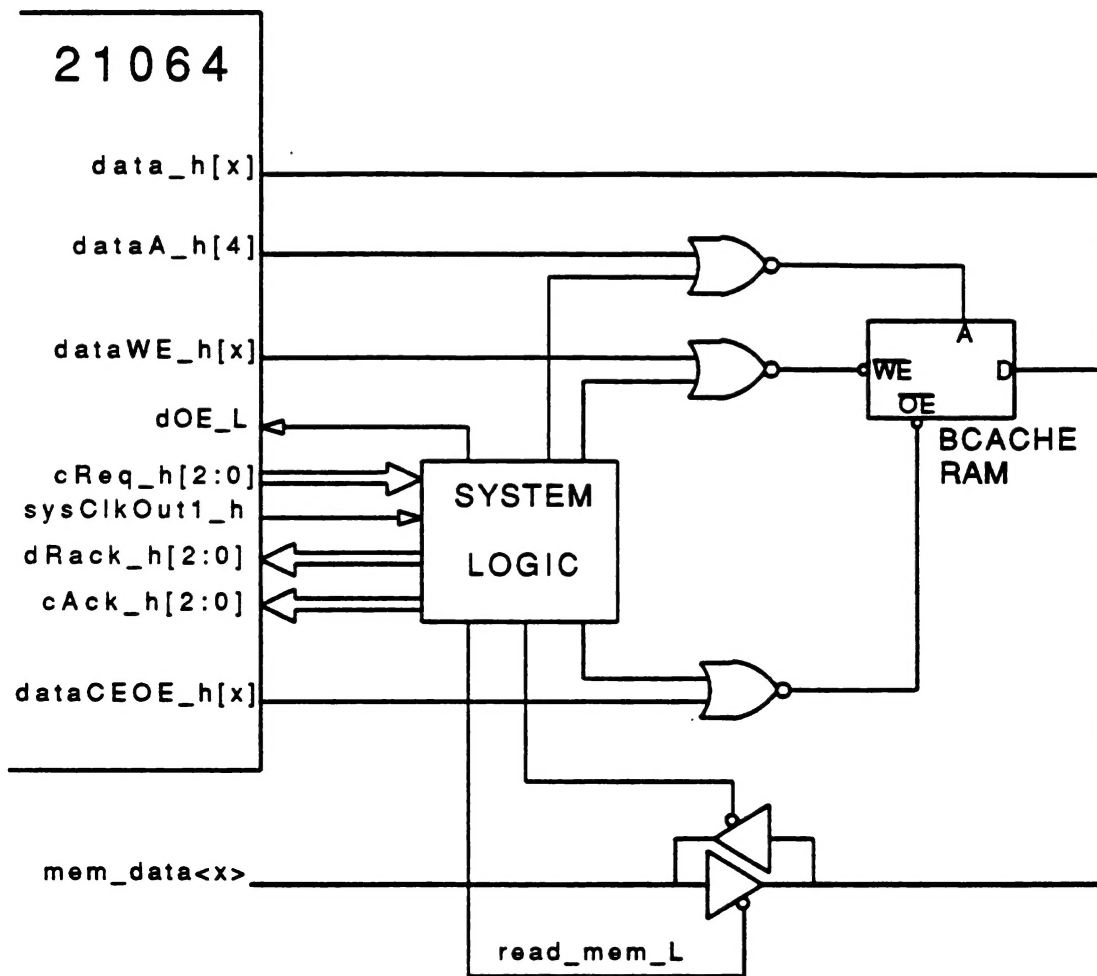 21064
data_h[x]
dataA_h[4]
dataWE_h[x]
dOE_L
cReq_h[2:0]
sysClkOut1_h
dRack_h[2:0]
cAck_h[2:0]
dataCEOE_h[x]
SYSTEM
LOGIC
A
WE
D
OE
BCACHE
RAM
mem_data<x>
read_mem_L